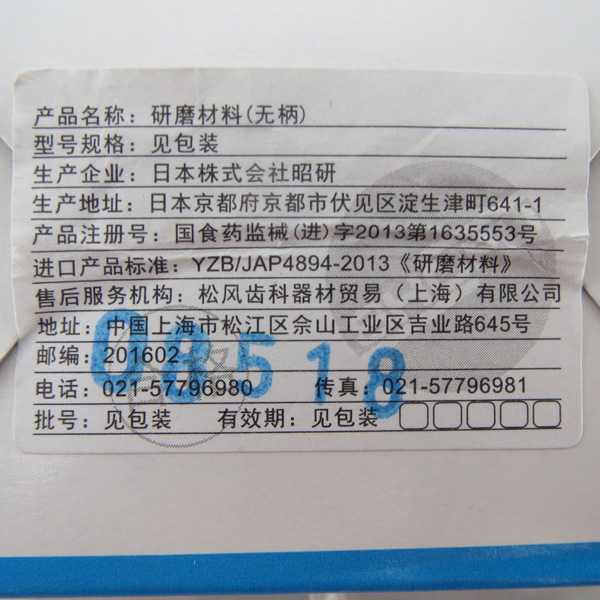 产品名称：研磨材料(无柄)
型号规格：见包装
生产企业：日本株式会社昭研
生产地址：日本京都府京都市伏见区淀生津町641-1
产品注册号：国食药监械(进)字2013第1635553号
进口产品标准：YZB/JAP4894-2013《研磨材料》
售后服务机构：松风齿科器材贸易（上海）有限公司
地址：中国上海市松江区佘山工业区吉业路645号
邮编：201602
08518
电话：021-57796980 传真：021-57796981
批号：见包装 有效期：见包装